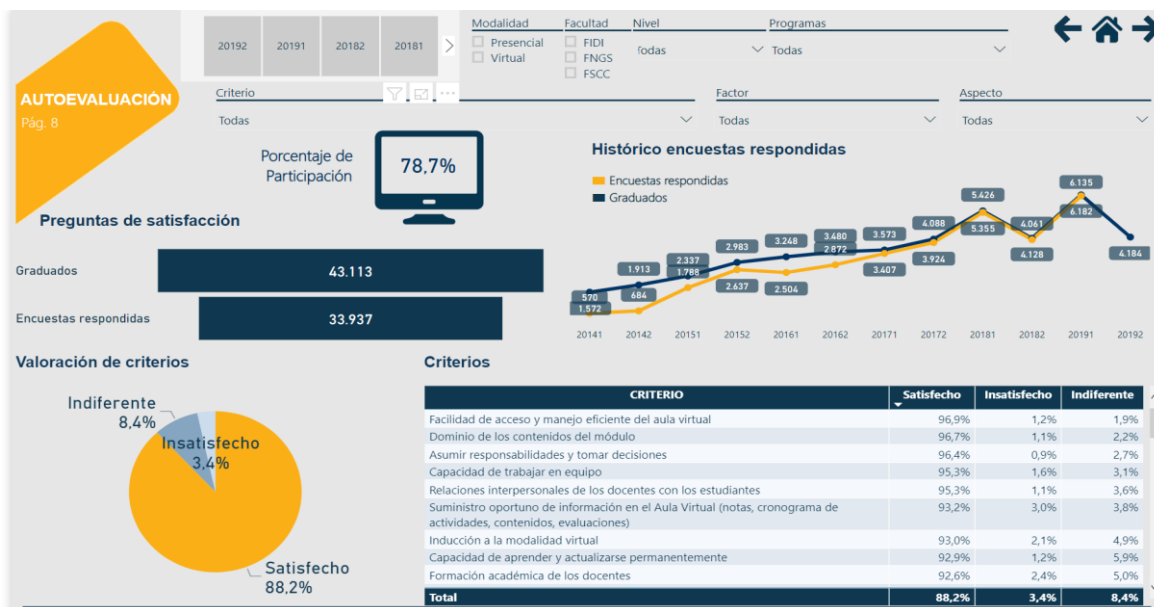 AUTOEVALUACIÓN
Pág. 8
20192 20191 20182 20181
Modalidad
Presencial
Virtual
Facultad
FIDI
FNGS
FSCC
Nivel
Todas
Programas
Todas
Criterio
Todas
Factor
Todas
Aspecto
Todas
Porcentaje de
Participación
78,7%
Preguntas de satisfacción
Graduados 43.113
Encuestas respondidas 33.937
Histórico encuestas respondidas
Encuestas respondidas
Graduados
570
1.572
1.913
684
2.337
1.788
2.983
2.637
3.248
2.504
3.480
2.872
3.573
3.407
4.088
3.924
5.426
5.355
4.061
4.128
6.135
6.182
4.184
20141 20142 20151 20152 20161 20162 20171 20172 20181 20182 20191 20192
Valoración de criterios
Indiferente
8,4%
Insatisfecho
3,4%
Satisfecho
88,2%
Criterios
CRITERIO Satisfecho Insatisfecho Indiferente
Facilidad de acceso y manejo eficiente del aula virtual 96,9% 1,2% 1,9%
Dominio de los contenidos del módulo 96,7% 1,1% 2,2%
Asumir responsabilidades y tomar decisiones 96,4% 0,9% 2,7%
Capacidad de trabajar en equipo 95,3% 1,6% 3,1%
Relaciones interpersonales de los docentes con los estudiantes 95,3% 1,1% 3,6%
Suministro oportuno de información en el Aula Virtual (notas, cronograma de 93,2% 3,0% 3,8%
actividades, contenidos, evaluaciones)
Inducción a la modalidad virtual 93,0% 2,1% 4,9%
Capacidad de aprender y actualizarse permanentemente 92,9% 1,2% 5,9%
Formación académica de los docentes 92,6% 2,4% 5,0%
Total 88,2% 3,4% 8,4%